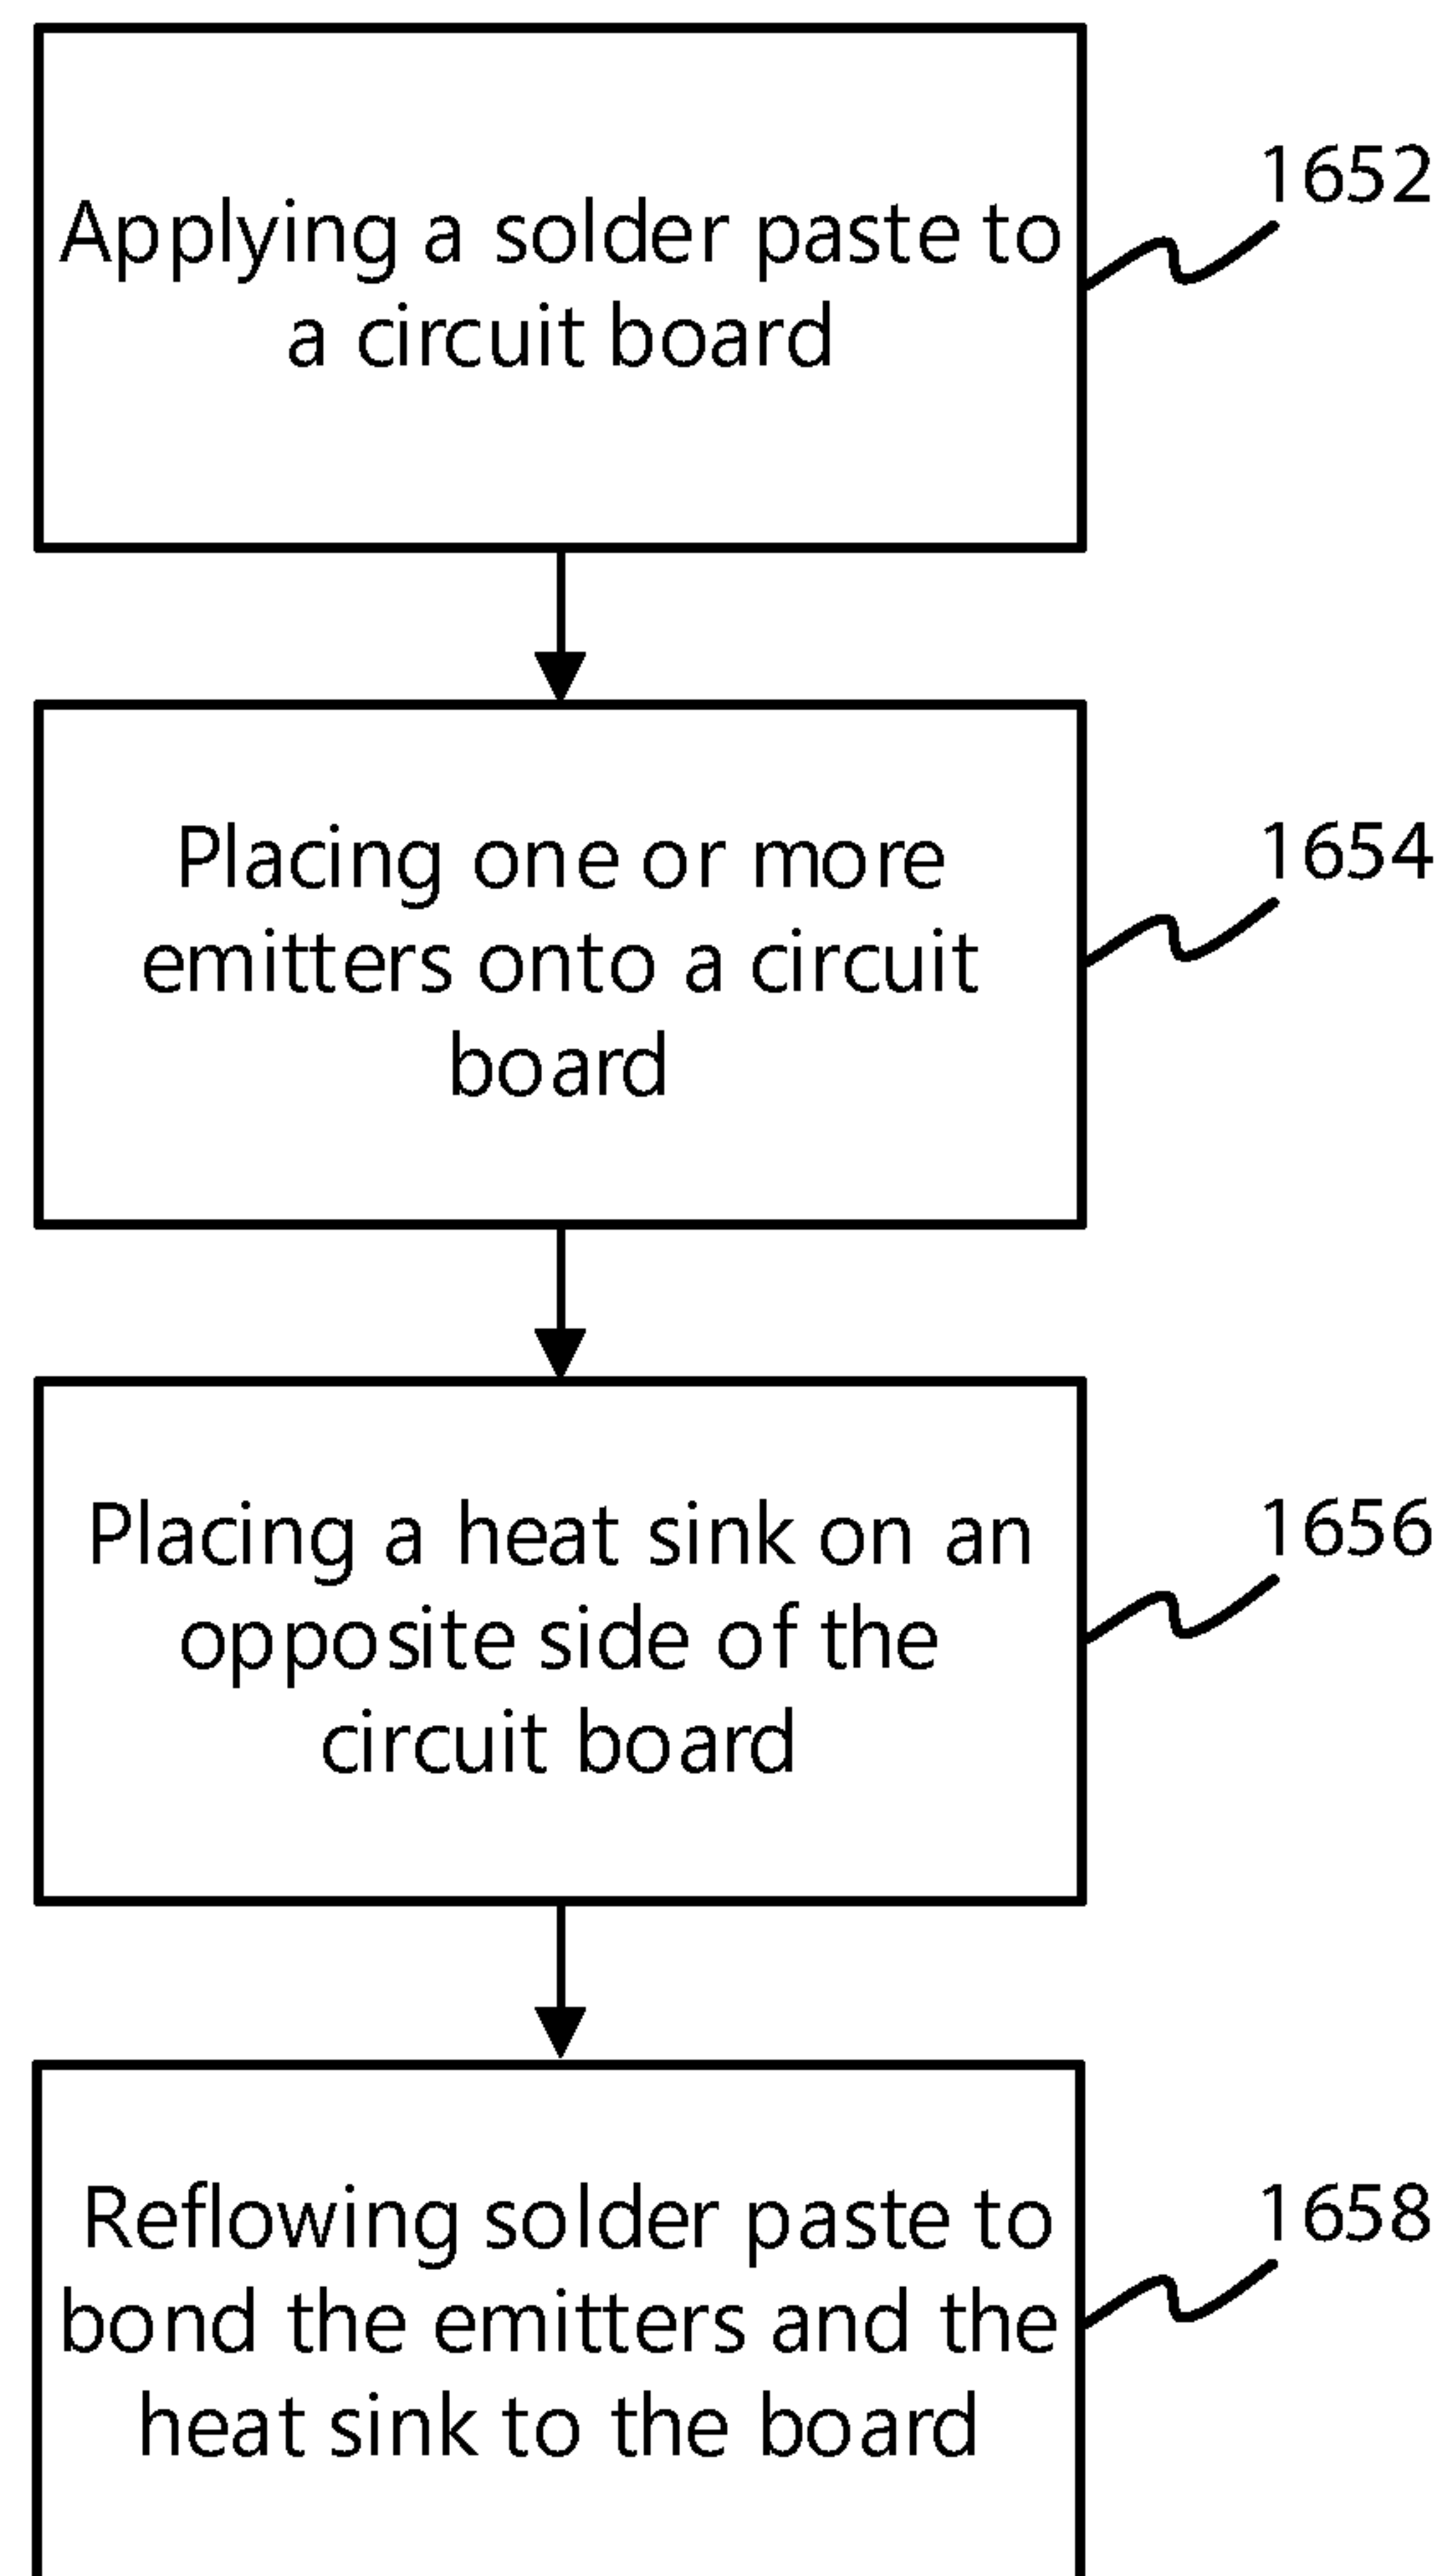 Applying a solder paste to
a circuit board
1652
Placing one or more
emitters onto a circuit
board
1654
Placing a heat sink on an
opposite side of the
circuit board
1656
Reflowing solder paste to
bond the emitters and the
heat sink to the board
1658